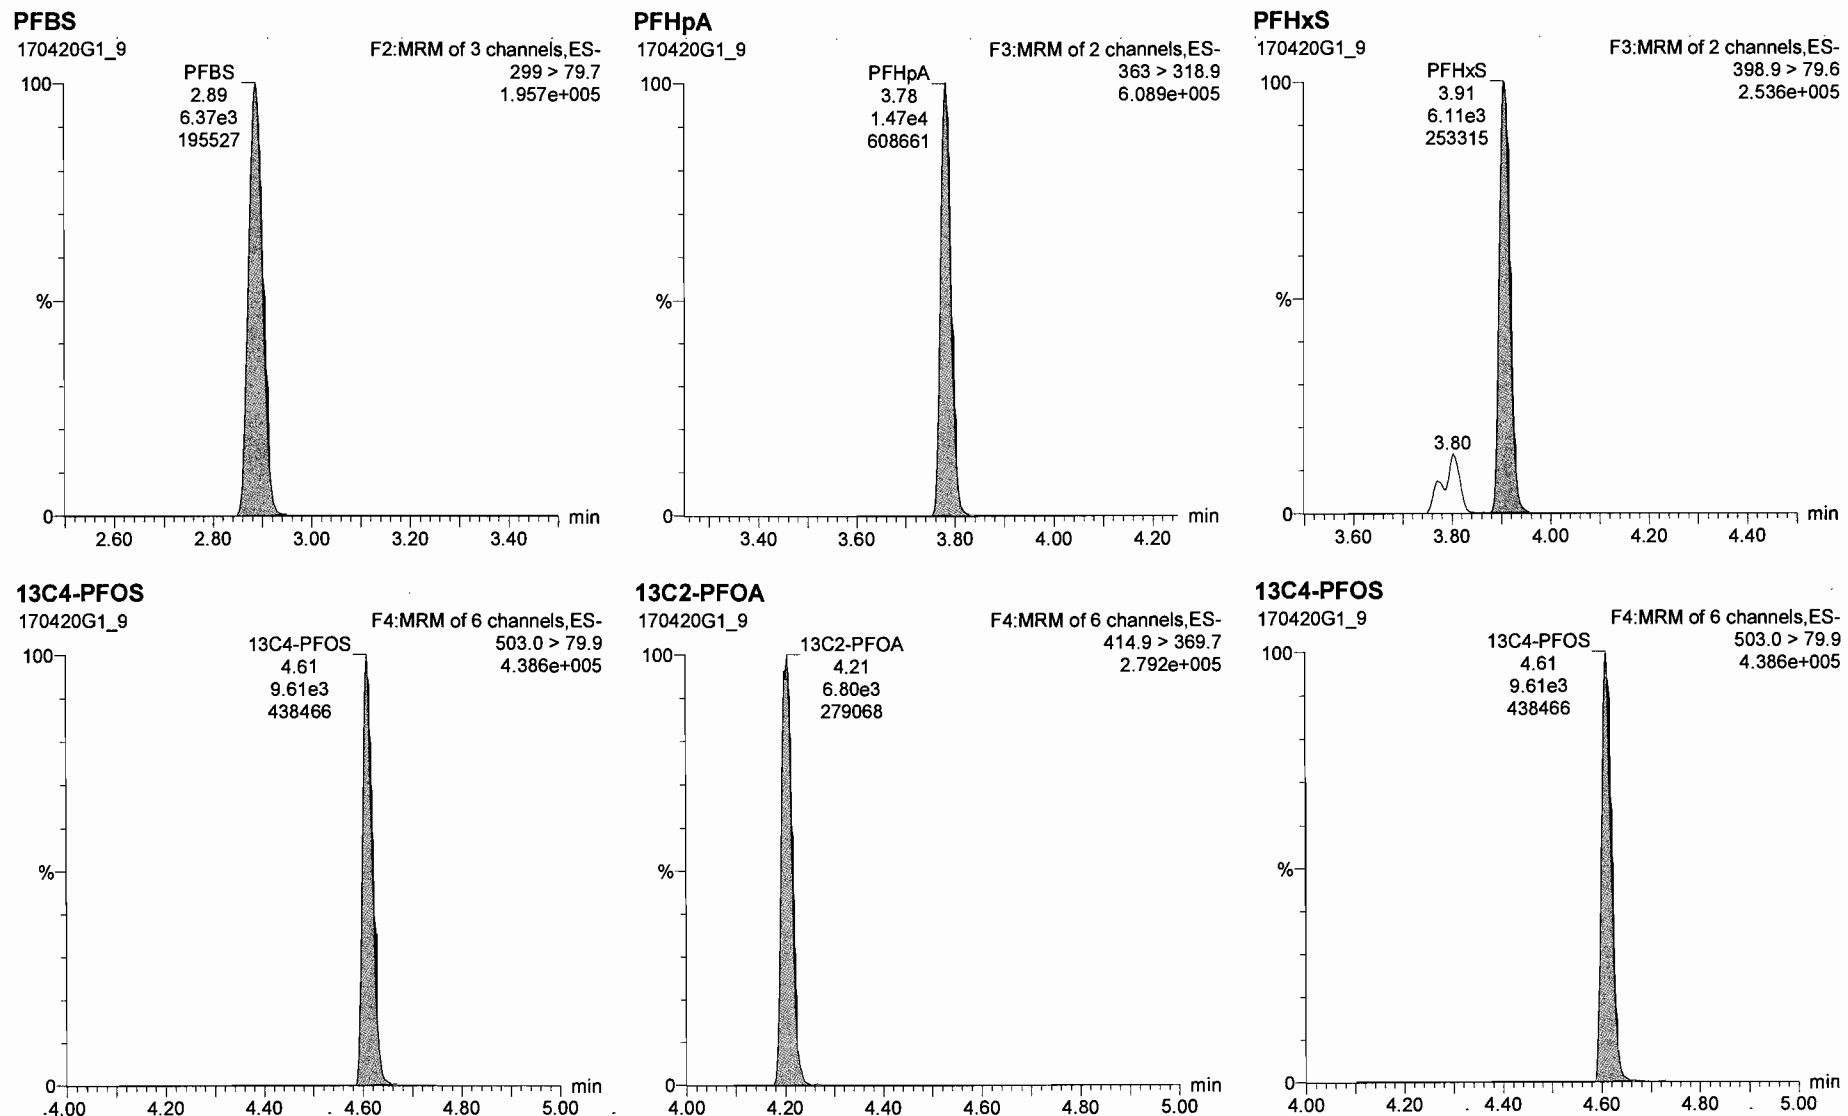 PFBS
170420G1_9
F2:MRM of 3 channels,ES-
299 > 79.7
1.957e+005
PFBS
2.89
6.37e3
195527
100
%
0
min
2.60 2.80 3.00 3.20 3.40
PFHpA
170420G1_9
F3:MRM of 2 channels,ES-
363 > 318.9
6.089e+005
PFHpA
3.78
1.47e4
608661
100
%
0
min
3.40 3.60 3.80 4.00 4.20
PFHxS
170420G1_9
F3:MRM of 2 channels,ES-
398.9 > 79.6
2.536e+005
PFHxS
3.91
6.11e3
253315
3.80
100
%
0
min
3.60 3.80 4.00 4.20 4.40
13C4-PFOS
170420G1_9
F4:MRM of 6 channels,ES-
503.0 > 79.9
4.386e+005
13C4-PFOS
4.61
9.61e3
438466
100
%
0
min
4.00 4.20 4.40 4.60 4.80 5.00
13C2-PFOA
170420G1_9
F4:MRM of 6 channels,ES-
414.9 > 369.7
2.792e+005
13C2-PFOA
4.21
6.80e3
279068
100
%
0
min
4.00 4.20 4.40 4.60 4.80 5.00
13C4-PFOS
170420G1_9
F4:MRM of 6 channels,ES-
503.0 > 79.9
4.386e+005
13C4-PFOS
4.61
9.61e3
438466
100
%
0
min
4.00 4.20 4.40 4.60 4.80 5.00